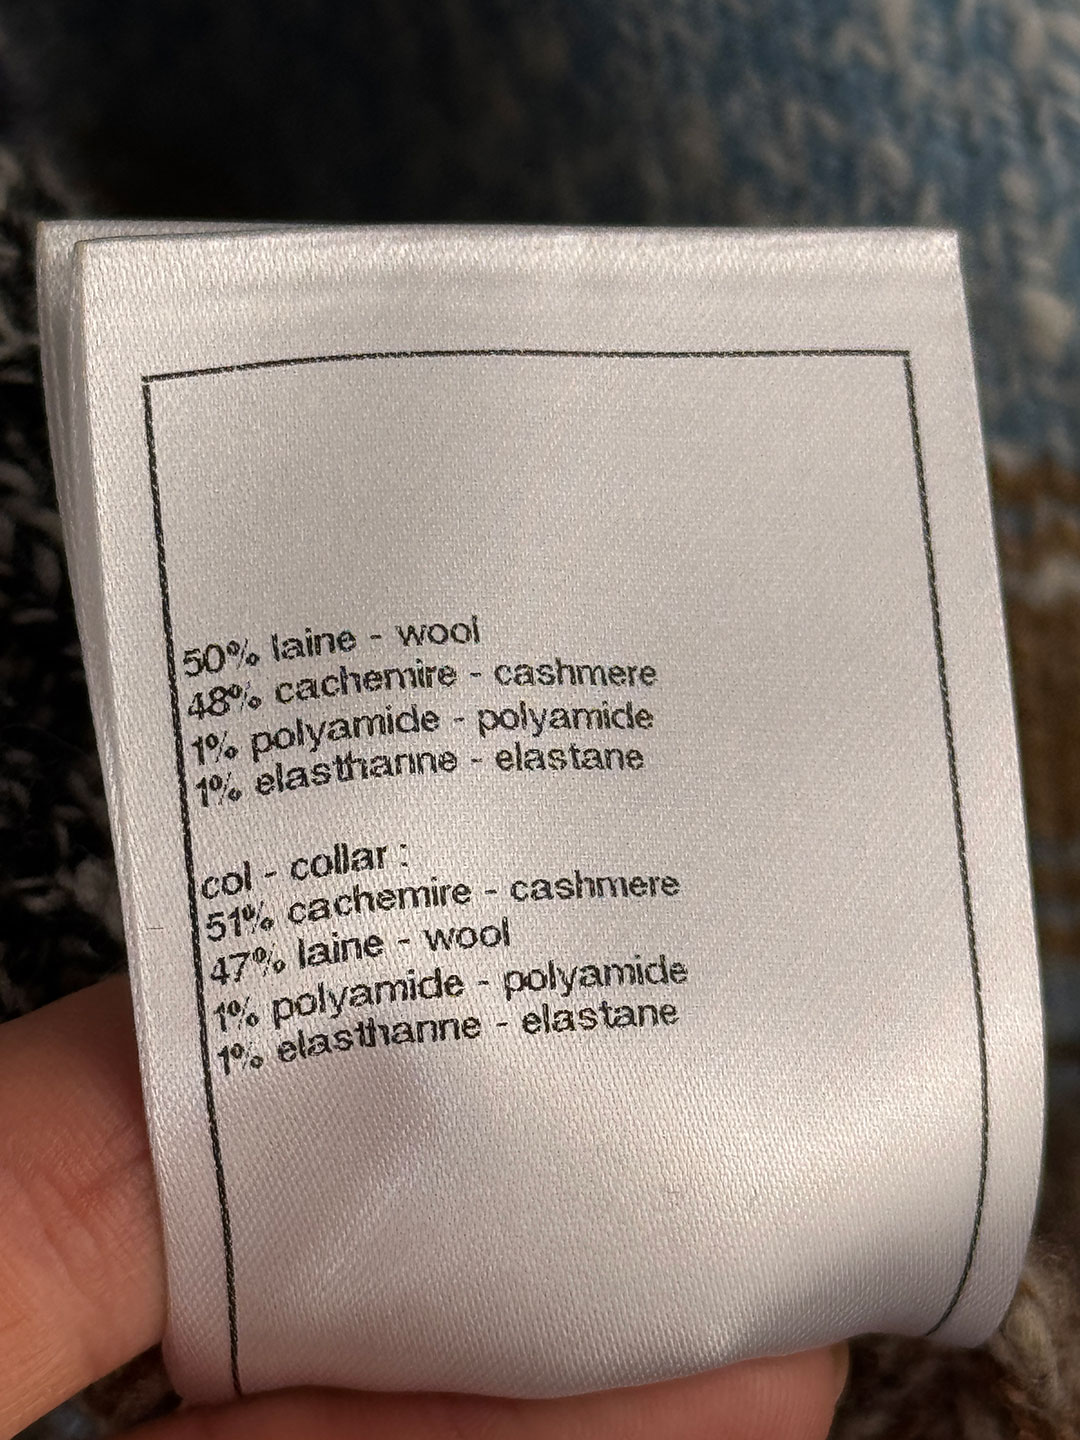 50% laine - wool
48% cachemire - cashmere
1% polyamide - polyamide
1% elasthanne - elastane
col - collar :
51% cachemire - cashmere
47% laine - wool
1% polyamide - polyamide
1% elasthanne - elastane